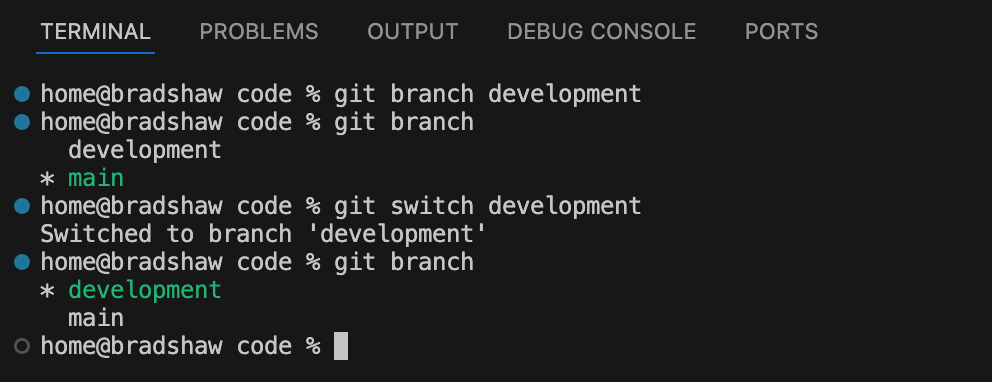 TERMINAL PROBLEMS OUTPUT DEBUG CONSOLE PORTS
home@bradshaw code % git branch development
home@bradshaw code % git branch
  development
* main
home@bradshaw code % git switch development
Switched to branch 'development'
home@bradshaw code % git branch
* development
  main
home@bradshaw code %